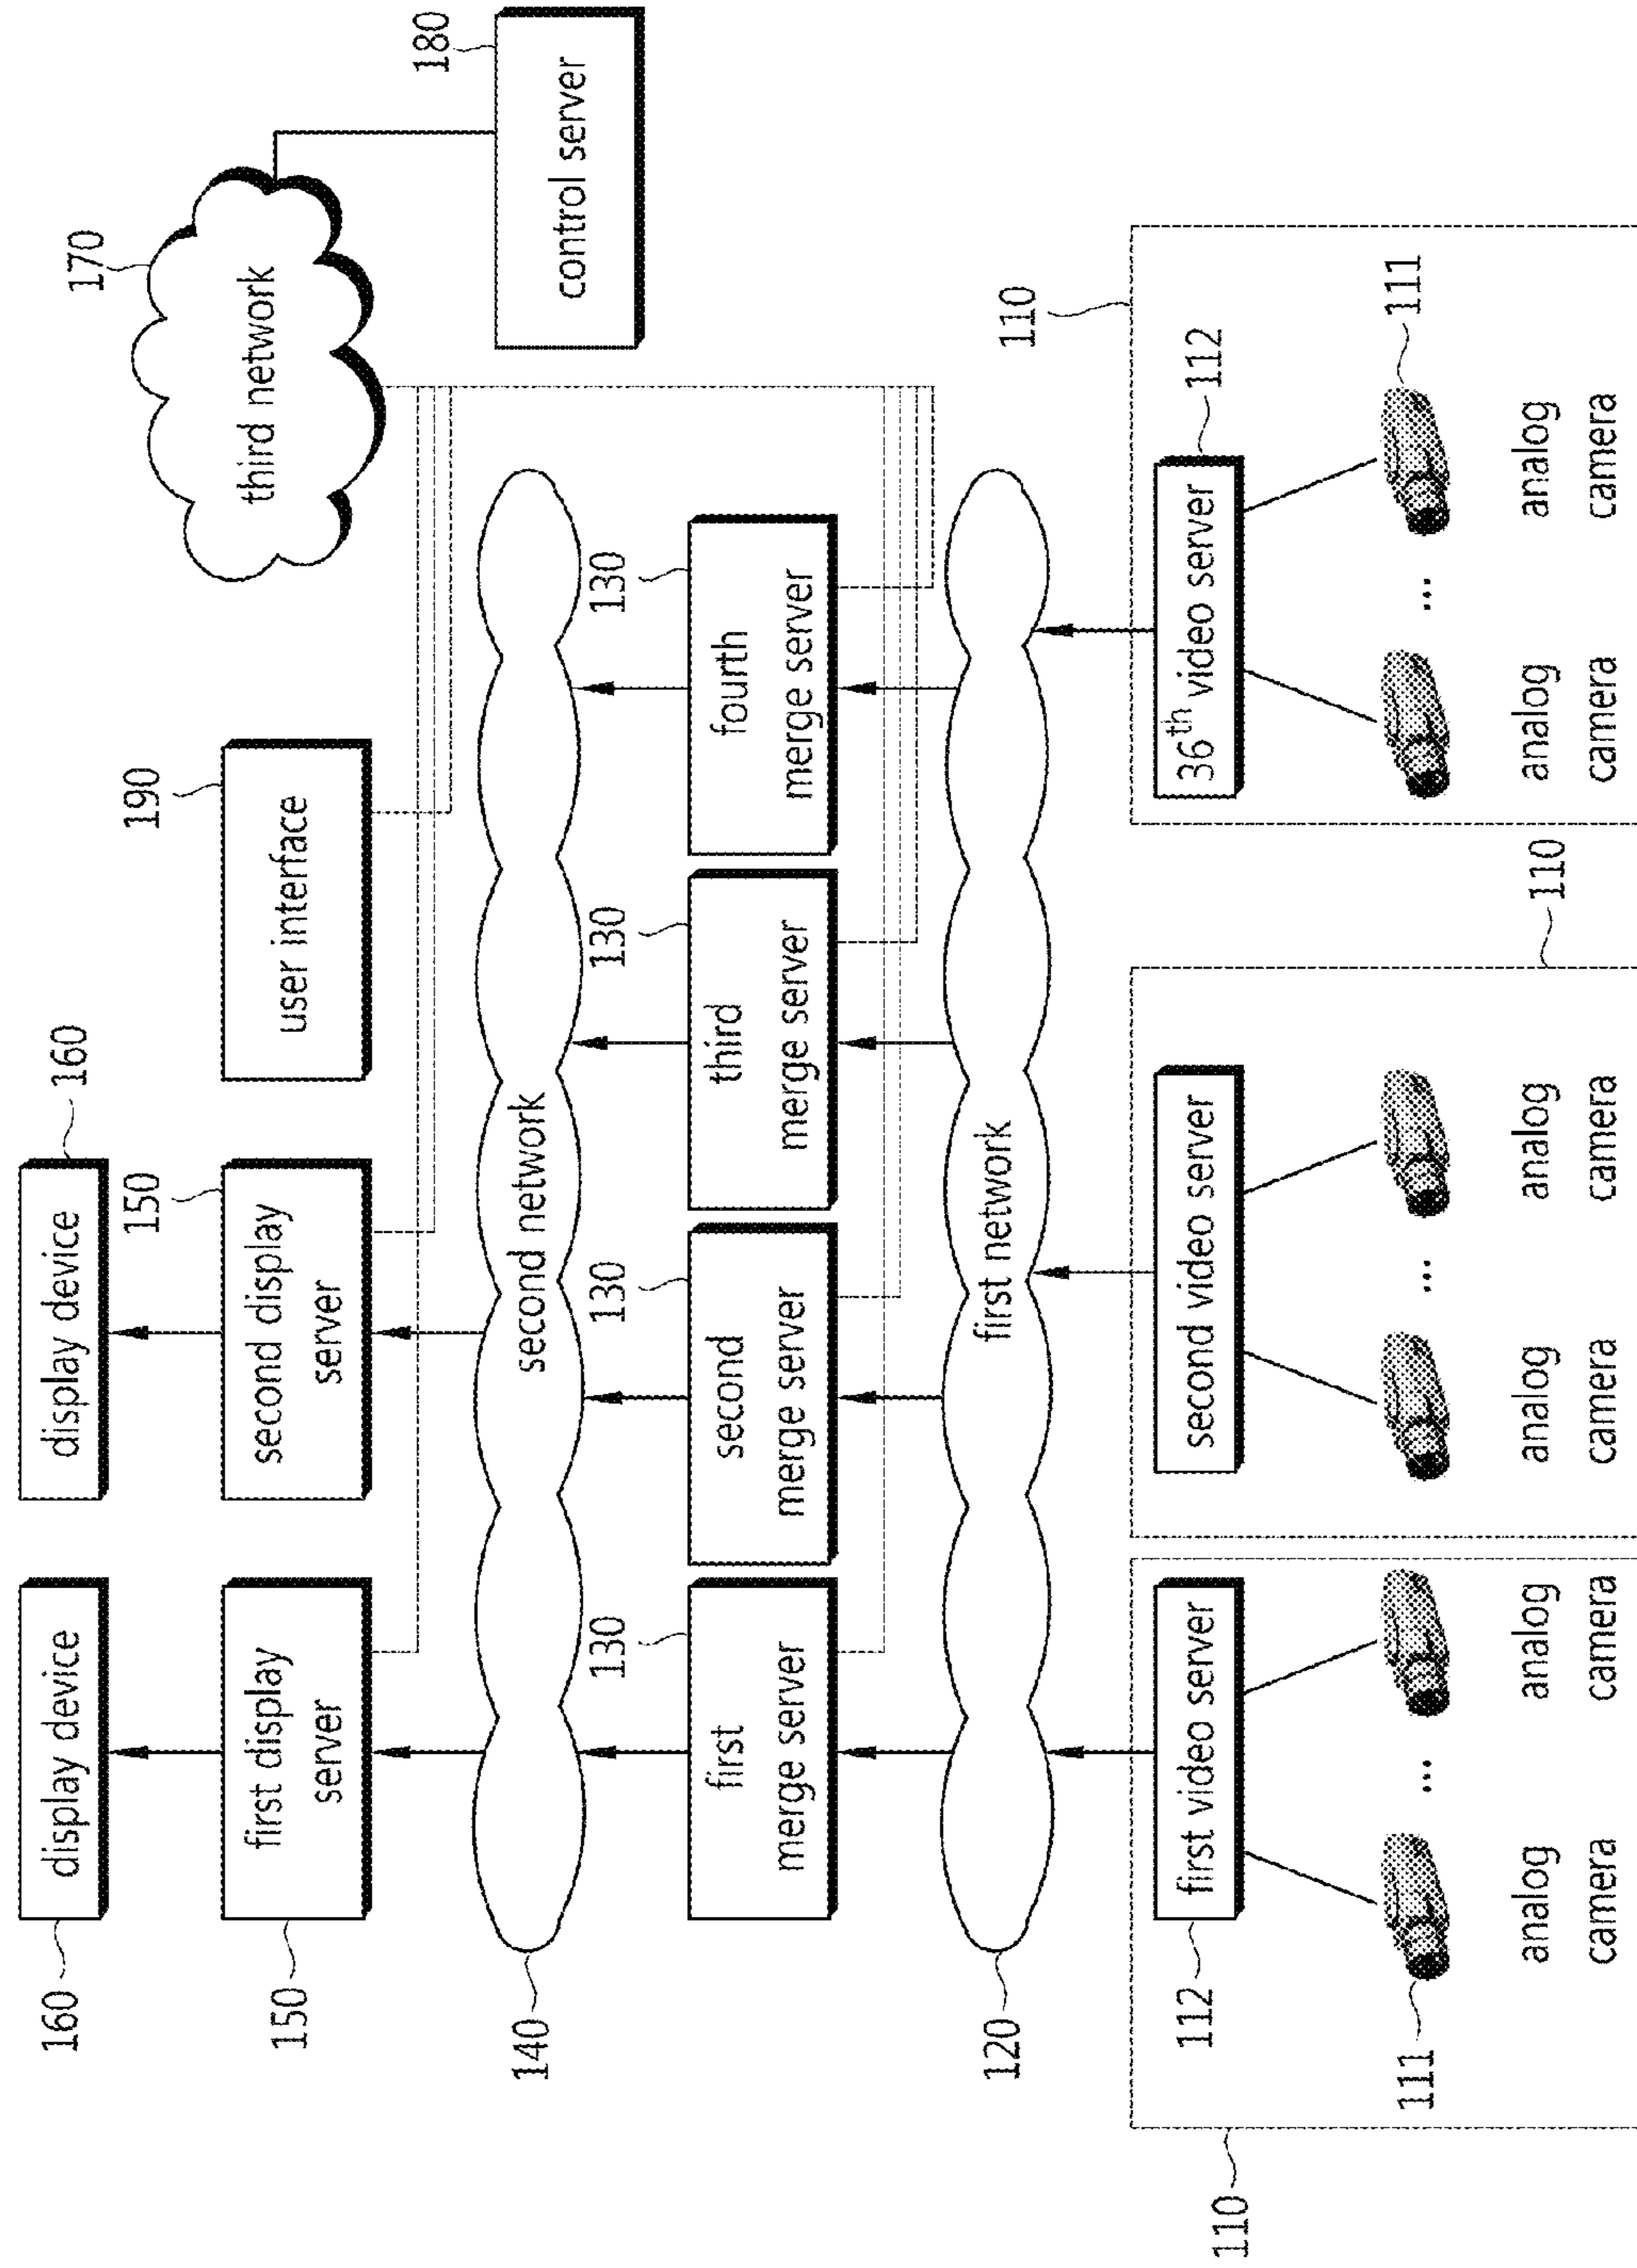 160
display device
display device
160
150
first display
server
second display
server
150
user interface
190
third network
170
control server
180
140
second network
first
merge server
130
second
merge server
130
third
merge server
130
fourth
merge server
130
120
first network
110
112
first video server
111
...
analog
camera
analog
camera
110
second video server
...
analog
camera
analog
camera
110
36th video server
112
111
...
analog
camera
analog
camera